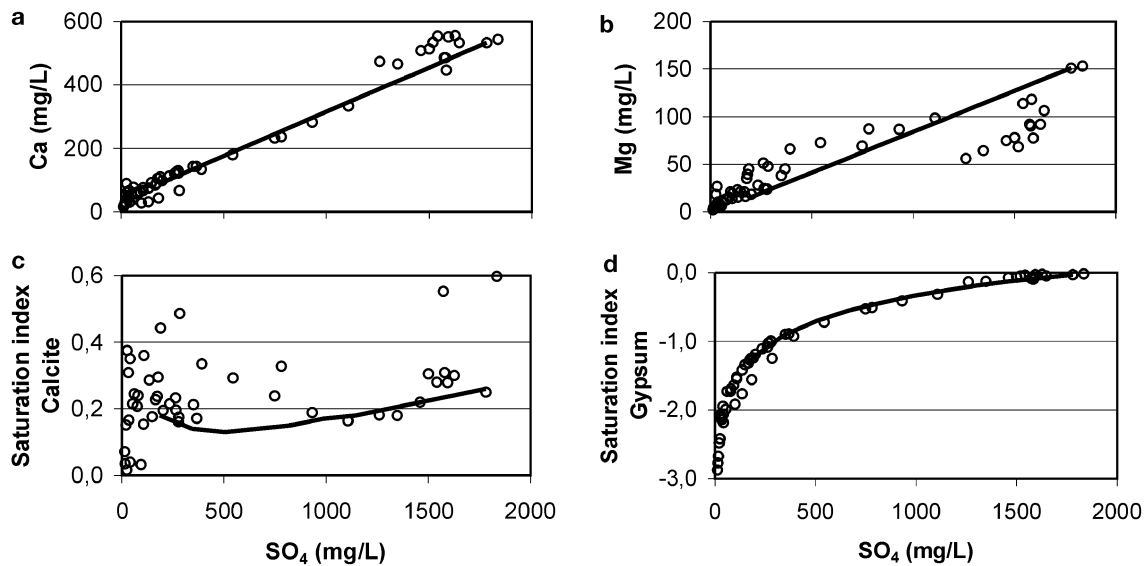 a
600
400
200
0
Ca (mg/L)
b
200
150
100
50
0
Mg (mg/L)
c
0,6
0,4
0,2
0,0
Saturation index
Calcite
0 500 1000 1500 2000
SO4 (mg/L)
d
0,0
-1,0
-2,0
-3,0
Saturation index
Gypsum
0 500 1000 1500 2000
SO4 (mg/L)